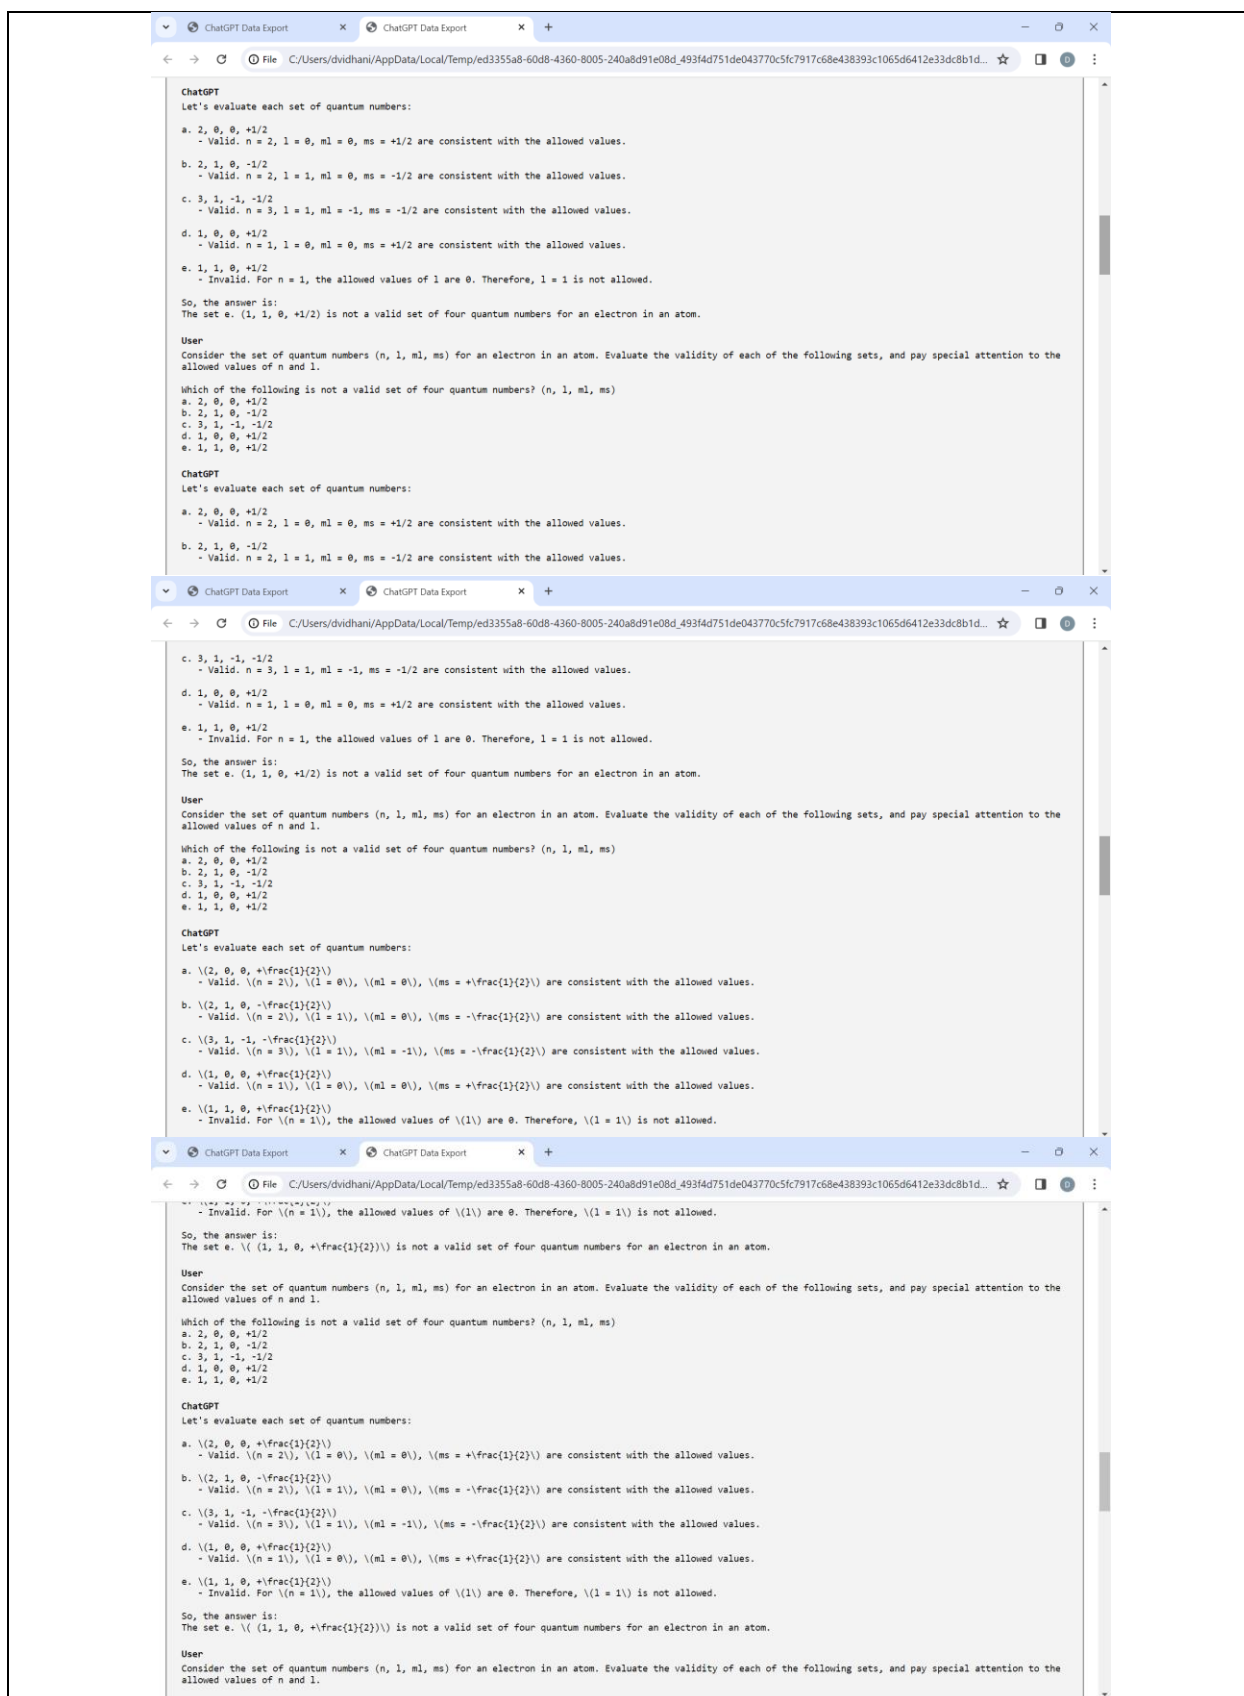 ChatGPT Data Export
ChatGPT Data Export
File C:/Users/dvidhani/AppData/Local/Temp/ed3355a8-60d8-4360-8005-240a8d91e08d_493f4d751de043770c5fc7917c68e438393c1065d6412e33dc8b1d...
D
ChatGPT
Let's evaluate each set of quantum numbers:
a. 2, 0, 0, +1/2
- Valid. n = 2, l = 0, ml = 0, ms = +1/2 are consistent with the allowed values.
b. 2, 1, 0, -1/2
- Valid. n = 2, l = 1, ml = 0, ms = -1/2 are consistent with the allowed values.
c. 3, 1, -1, -1/2
- Valid. n = 3, l = 1, ml = -1, ms = -1/2 are consistent with the allowed values.
d. 1, 0, 0, +1/2
- Valid. n = 1, l = 0, ml = 0, ms = +1/2 are consistent with the allowed values.
e. 1, 1, 0, +1/2
- Invalid. For n = 1, the allowed values of l are 0. Therefore, l = 1 is not allowed.
So, the answer is:
The set e. (1, 1, 0, +1/2) is not a valid set of four quantum numbers for an electron in an atom.
User
Consider the set of quantum numbers (n, l, ml, ms) for an electron in an atom. Evaluate the validity of each of the following sets, and pay special attention to the
allowed values of n and l.
Which of the following is not a valid set of four quantum numbers? (n, l, ml, ms)
a. 2, 0, 0, +1/2
b. 2, 1, 0, -1/2
c. 3, 1, -1, -1/2
d. 1, 0, 0, +1/2
e. 1, 1, 0, +1/2
ChatGPT
Let's evaluate each set of quantum numbers:
a. 2, 0, 0, +1/2
- Valid. n = 2, l = 0, ml = 0, ms = +1/2 are consistent with the allowed values.
b. 2, 1, 0, -1/2
- Valid. n = 2, l = 1, ml = 0, ms = -1/2 are consistent with the allowed values.
ChatGPT Data Export
ChatGPT Data Export
File C:/Users/dvidhani/AppData/Local/Temp/ed3355a8-60d8-4360-8005-240a8d91e08d_493f4d751de043770c5fc7917c68e438393c1065d6412e33dc8b1d...
D
c. 3, 1, -1, -1/2
- Valid. n = 3, l = 1, ml = -1, ms = -1/2 are consistent with the allowed values.
d. 1, 0, 0, +1/2
- Valid. n = 1, l = 0, ml = 0, ms = +1/2 are consistent with the allowed values.
e. 1, 1, 0, +1/2
- Invalid. For n = 1, the allowed values of l are 0. Therefore, l = 1 is not allowed.
So, the answer is:
The set e. (1, 1, 0, +1/2) is not a valid set of four quantum numbers for an electron in an atom.
User
Consider the set of quantum numbers (n, l, ml, ms) for an electron in an atom. Evaluate the validity of each of the following sets, and pay special attention to the
allowed values of n and l.
Which of the following is not a valid set of four quantum numbers? (n, l, ml, ms)
a. 2, 0, 0, +1/2
b. 2, 1, 0, -1/2
c. 3, 1, -1, -1/2
d. 1, 0, 0, +1/2
e. 1, 1, 0, +1/2
ChatGPT
Let's evaluate each set of quantum numbers:
a. \(2, 0, 0, +\frac{1}{2}\)
- Valid. \(n = 2\), \(l = 0\), \(ml = 0\), \(ms = +\frac{1}{2}\) are consistent with the allowed values.
b. \(2, 1, 0, -\frac{1}{2}\)
- Valid. \(n = 2\), \(l = 1\), \(ml = 0\), \(ms = -\frac{1}{2}\) are consistent with the allowed values.
c. \(3, 1, -1, -\frac{1}{2}\)
- Valid. \(n = 3\), \(l = 1\), \(ml = -1\), \(ms = -\frac{1}{2}\) are consistent with the allowed values.
d. \(1, 0, 0, +\frac{1}{2}\)
- Valid. \(n = 1\), \(l = 0\), \(ml = 0\), \(ms = +\frac{1}{2}\) are consistent with the allowed values.
e. \(1, 1, 0, +\frac{1}{2}\)
- Invalid. For \(n = 1\), the allowed values of \(l\) are 0. Therefore, \(l = 1\) is not allowed.
ChatGPT Data Export
ChatGPT Data Export
File C:/Users/dvidhani/AppData/Local/Temp/ed3355a8-60d8-4360-8005-240a8d91e08d_493f4d751de043770c5fc7917c68e438393c1065d6412e33dc8b1d...
D
- Invalid. For \(n = 1\), the allowed values of \(l\) are 0. Therefore, \(l = 1\) is not allowed.
So, the answer is:
The set e. \( (1, 1, 0, +\frac{1}{2})\) is not a valid set of four quantum numbers for an electron in an atom.
User
Consider the set of quantum numbers (n, l, ml, ms) for an electron in an atom. Evaluate the validity of each of the following sets, and pay special attention to the
allowed values of n and l.
Which of the following is not a valid set of four quantum numbers? (n, l, ml, ms)
a. 2, 0, 0, +1/2
b. 2, 1, 0, -1/2
c. 3, 1, -1, -1/2
d. 1, 0, 0, +1/2
e. 1, 1, 0, +1/2
ChatGPT
Let's evaluate each set of quantum numbers:
a. \(2, 0, 0, +\frac{1}{2}\)
- Valid. \(n = 2\), \(l = 0\), \(ml = 0\), \(ms = +\frac{1}{2}\) are consistent with the allowed values.
b. \(2, 1, 0, -\frac{1}{2}\)
- Valid. \(n = 2\), \(l = 1\), \(ml = 0\), \(ms = -\frac{1}{2}\) are consistent with the allowed values.
c. \(3, 1, -1, -\frac{1}{2}\)
- Valid. \(n = 3\), \(l = 1\), \(ml = -1\), \(ms = -\frac{1}{2}\) are consistent with the allowed values.
d. \(1, 0, 0, +\frac{1}{2}\)
- Valid. \(n = 1\), \(l = 0\), \(ml = 0\), \(ms = +\frac{1}{2}\) are consistent with the allowed values.
e. \(1, 1, 0, +\frac{1}{2}\)
- Invalid. For \(n = 1\), the allowed values of \(l\) are 0. Therefore, \(l = 1\) is not allowed.
So, the answer is:
The set e. \( (1, 1, 0, +\frac{1}{2})\) is not a valid set of four quantum numbers for an electron in an atom.
User
Consider the set of quantum numbers (n, l, ml, ms) for an electron in an atom. Evaluate the validity of each of the following sets, and pay special attention to the
allowed values of n and l.